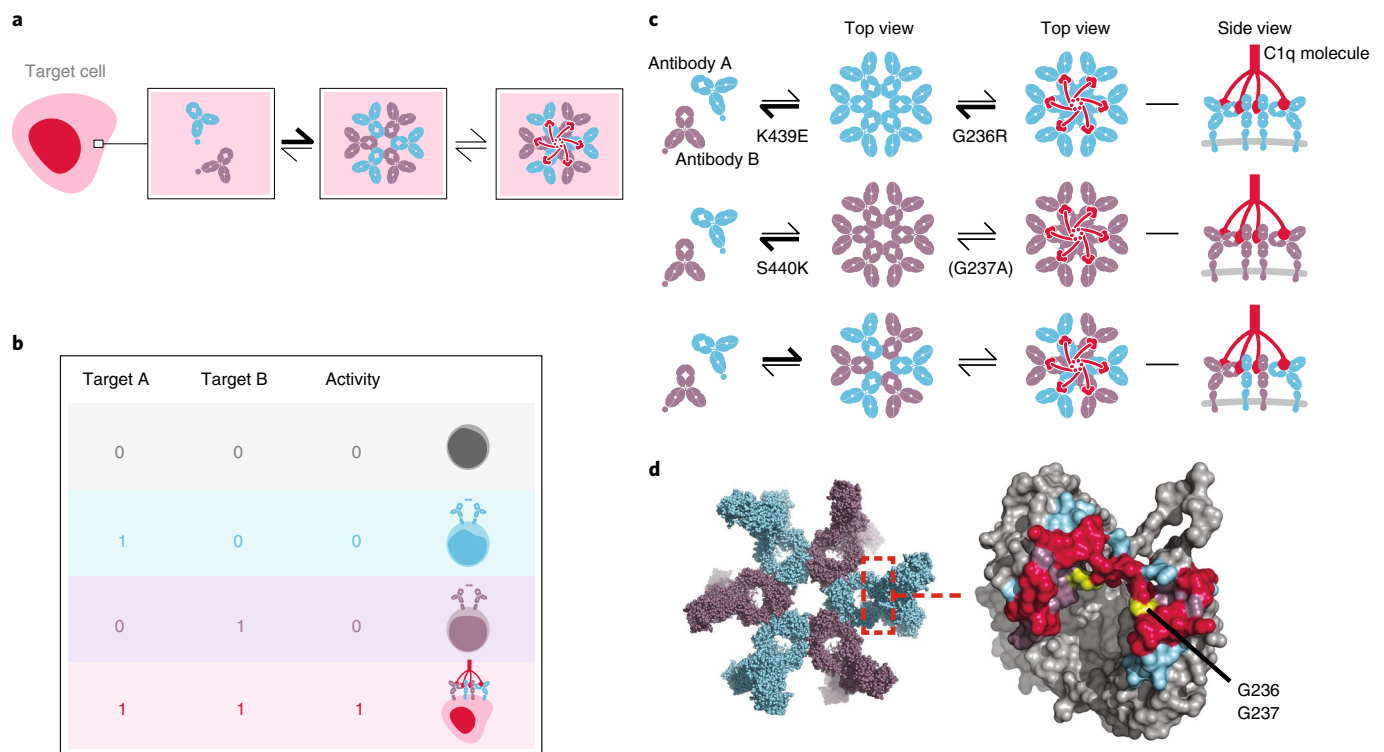 a
Target cell
b
Target A Target B Activity
0 0 0
1 0 0
0 1 0
1 1 1
c
Top view Top view Side view
C1q molecule
Antibody A
K439E G236R
Antibody B
S440K (G237A)
d
G236
G237